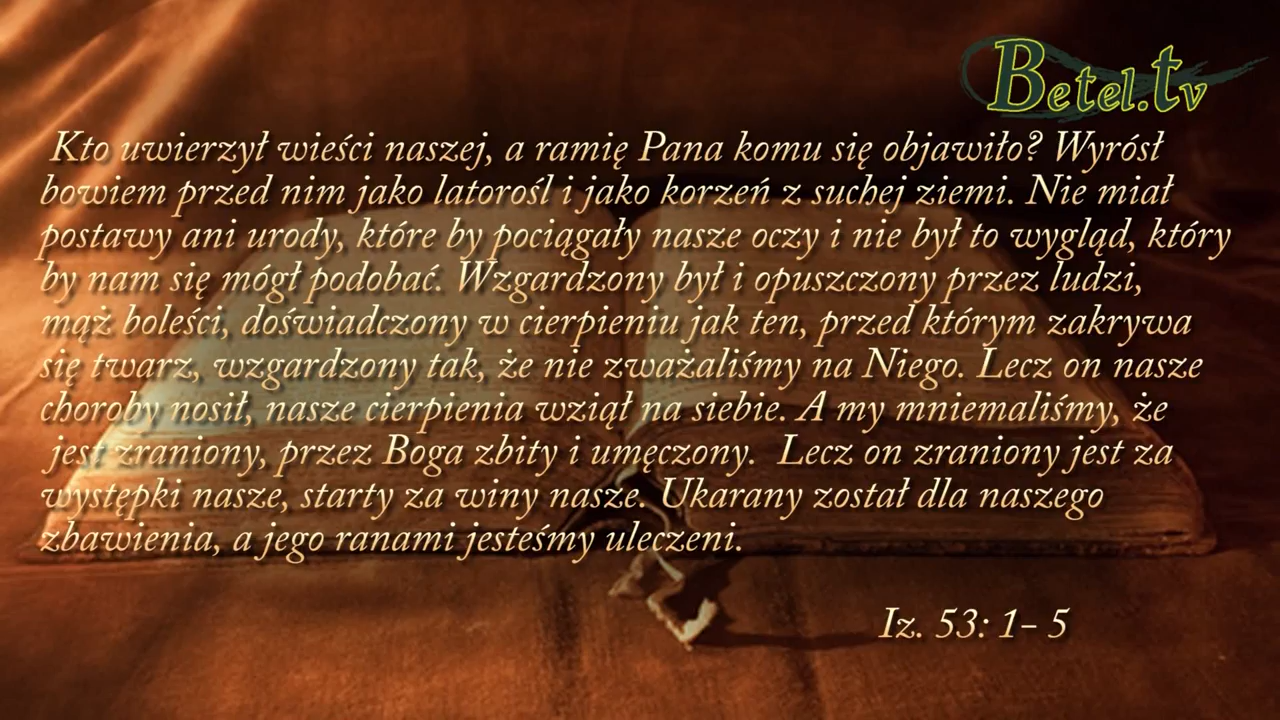 Betel.tv
Kto uwierzył wieści naszej, a ramię Pana komu się objawiło? Wyrósł
bowiem przed nim jako latorośl i jako korzeń z suchej ziemi. Nie miał
postawy ani urody, które by pociągały nasze oczy i nie był to wygląd, który
by nam się mógł podobać. Wzgardzony był i opuszczony przez ludzi,
mąż boleści, doświadczony w cierpieniu jak ten, przed którym zakrywa
się twarz, wzgardzony tak, że nie zważaliśmy na Niego. Lecz on nasze
choroby nosił, nasze cierpienia wziął na siebie. A my mniemaliśmy, że
jest zraniony, przez Boga zbity i umęczony. Lecz on zraniony jest za
występki nasze, starty za winy nasze. Ukarany został dla naszego
zbawienia, a jego ranami jesteśmy uleczeni.
Iz. 53: 1- 5